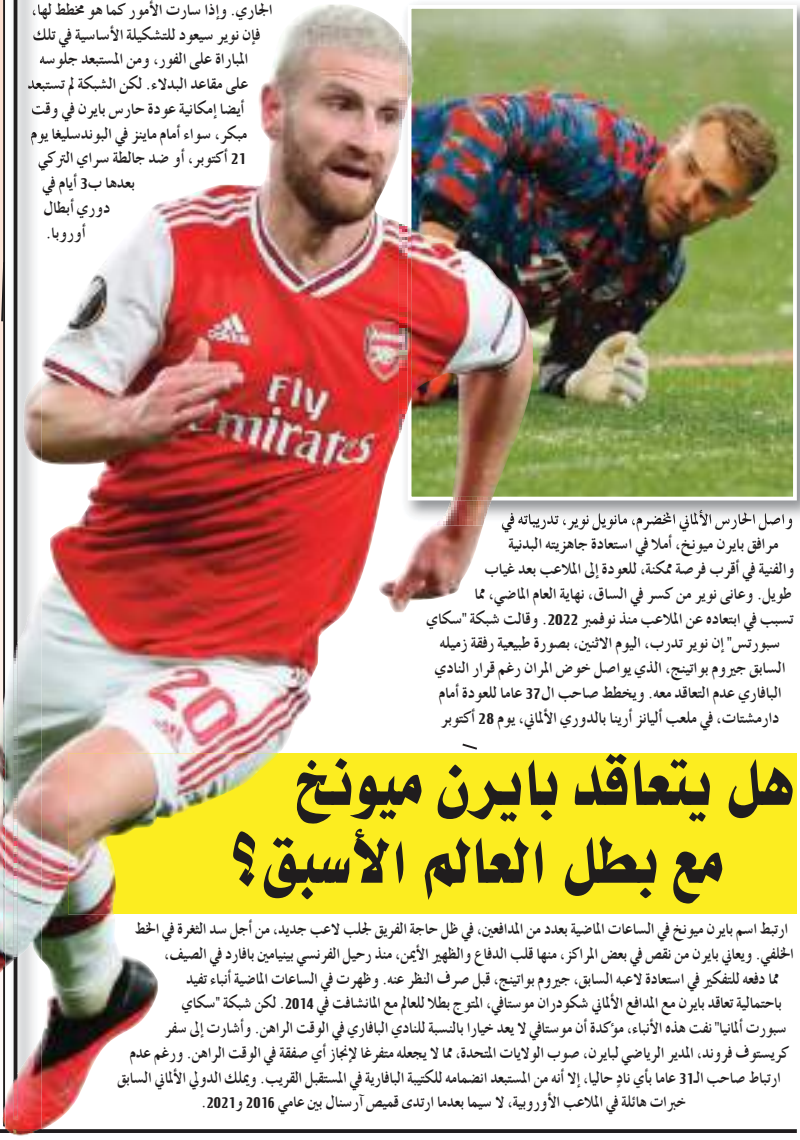 واصل الحارس الألماني المخضرم، مانويل نوير، تدريباته في
مرافق بايرن ميونخ، أملا في استعادة جاهزيته البدنية
والفنية في أقرب فرصة ممكنة، للعودة إلى الملاعب بعد غياب
طويل. وعانى نوير من كسر في الساق، نهاية العام الماضي، مما
تسبب في ابتعاده عن الملاعب منذ نوفمبر 2022. وقالت شبكة "سكاي
سبورتس" إن نوير تدرب، اليوم الاثنين، بصورة طبيعية رفقة زميله
السابق جيروم بواتينج، الذي يواصل خوض المران رغم قرار النادي
البافاري عدم التعاقد معه. ويخطط صاحب ال37 عاما للعودة أمام
دارمشتات، في ملعب أليانز أرينا بالدوري الألماني، يوم 28 أكتوبر
الجاري. وإذا سارت الأمور كما هو مخطط لها،
فإن نوير سيعود للتشكيلة الأساسية في تلك
المباراة على الفور، ومن المستبعد جلوسه
على مقاعد البدلاء. لكن الشبكة لم تستبعد
أيضا إمكانية عودة حارس بايرن في وقت
مبكر، سواء أمام ماينز في البوندسليغا يوم
21 أكتوبر، أو ضد جالطة سراي التركي
بعدها ب3 أيام في
دوري أبطال
أوروبا.
adidas
Arsenal
Fly
Emirates
20
هل يتعاقد بايرن ميونخ
مع بطل العالم الأسبق؟
ارتبط اسم بايرن ميونخ في الساعات الماضية بعدد من المدافعين، في ظل حاجة الفريق لجلب لاعب جديد، من أجل سد الثغرة في الخط
الخلفي. ويعاني بايرن من نقص في بعض المراكز، منها قلب الدفاع والظهير الأيمن، منذ رحيل الفرنسي بينيامين بافارد في الصيف،
مما دفعه للتفكير في استعادة لاعبه السابق، جيروم بواتينج، قبل صرف النظر عنه. وظهرت في الساعات الماضية أنباء تفيد
باحتمالية تعاقد بايرن مع المدافع الألماني شكودران موستافي، المتوج بطلا للعالم مع المانشافت في 2014. لكن شبكة "سكاي
سبورت ألمانيا" نفت هذه الأنباء، مؤكدة أن موستافي لا يعد خيارا بالنسبة للنادي البافاري في الوقت الراهن. وأشارت إلى سفر
كريستوف فروند، المدير الرياضي لبايرن، صوب الولايات المتحدة، مما لا يجعله متفرغا لإنجاز أي صفقة في الوقت الراهن. ورغم عدم
ارتباط صاحب الـ31 عاما بأي نادٍ حاليا، إلا أنه من المستبعد انضمامه للكتيبة البافارية في المستقبل القريب. ويملك الدولي الألماني السابق
خبرات هائلة في الملاعب الأوروبية، لا سيما بعدما ارتدى قميص آرسنال بين عامي 2016 و2021.